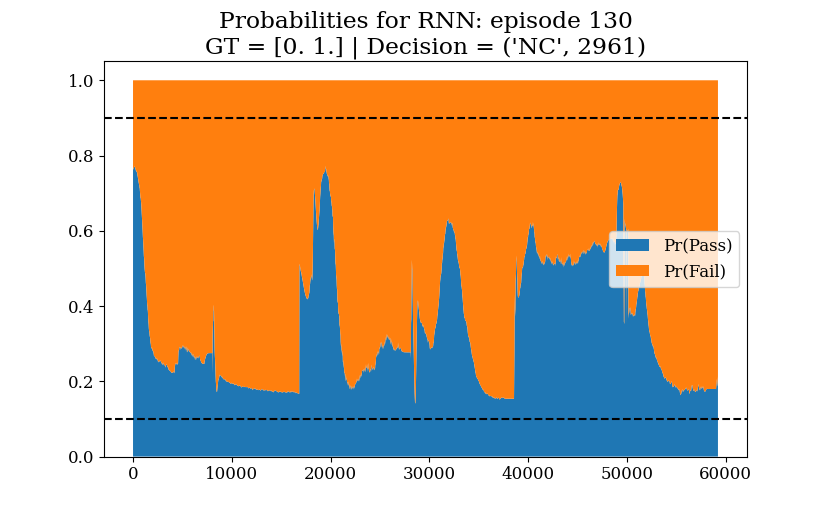 Probabilities for RNN: episode 130
GT = [0. 1.] | Decision = ('NC', 2961)
1.0
0.8
0.6
0.4
0.2
0.0
Pr(Pass)
Pr(Fail)
0 10000 20000 30000 40000 50000 60000